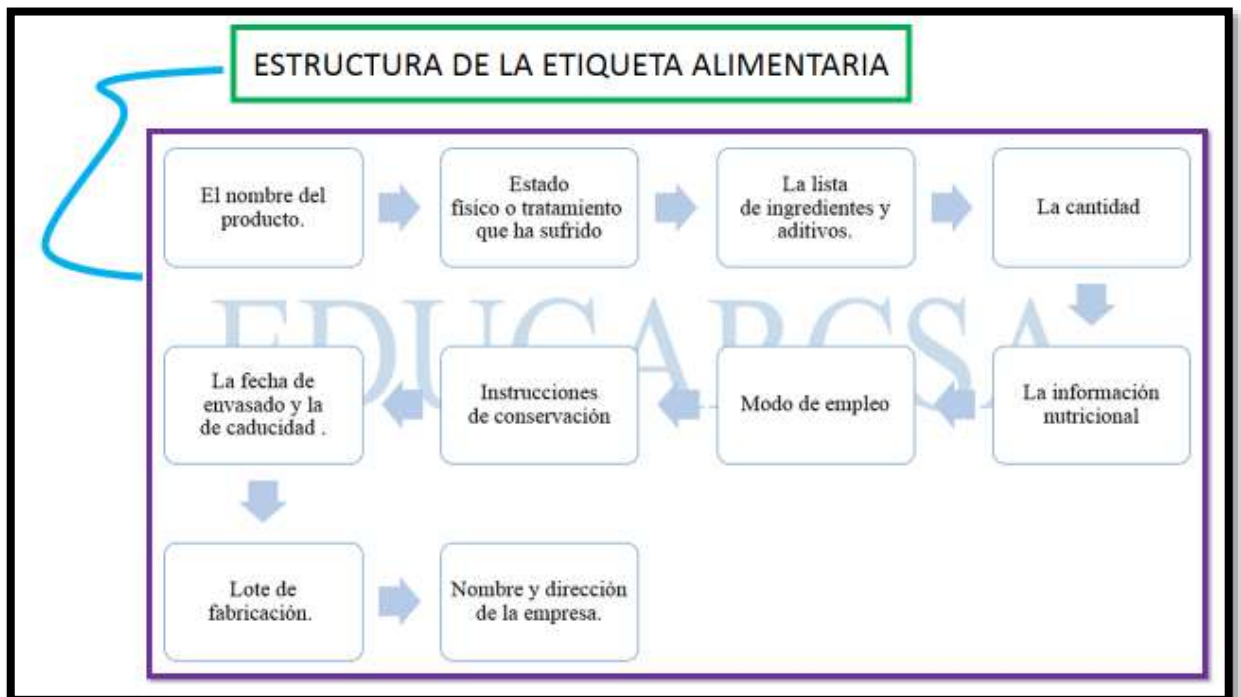 ESTRUCTURA DE LA ETIQUETA ALIMENTARIA
El nombre del
producto.
Estado
físico o tratamiento
que ha sufrido
La lista
de ingredientes y
aditivos.
La cantidad
EDUCARCSA
La información
nutricional
Modo de empleo
Instrucciones
de conservación
La fecha de
envasado y la
de caducidad .
Lote de
fabricación.
Nombre y dirección
de la empresa.